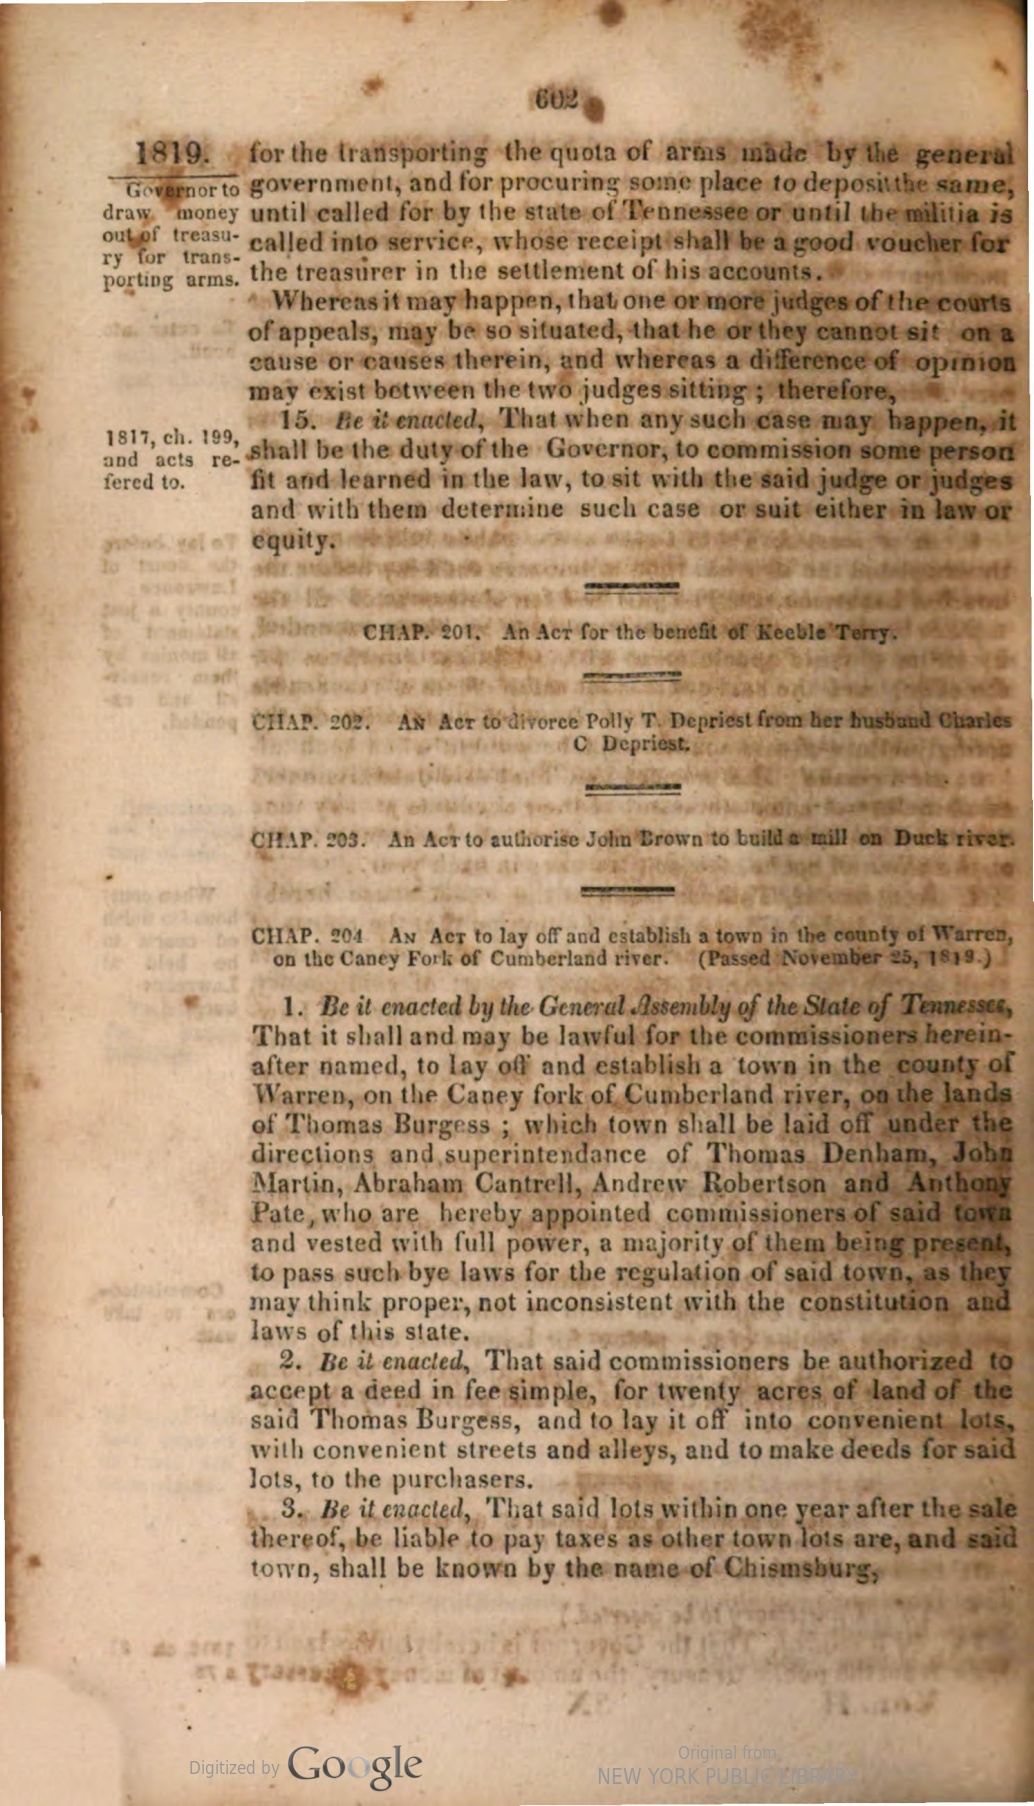 602
1819.
Governor to
draw money
out of treasu-
ry for trans-
porting arms.
for the transporting the quota of arms made by the general
government, and for procuring some place to deposit the same,
until called for by the state of Tennessee or until the militia is
called into service, whose receipt shall be a good voucher for
the treasurer in the settlement of his accounts.
Whereas it may happen, that one or more judges of the courts
of appeals, may be so situated, that he or they cannot sit on a
cause or causes therein, and whereas a difference of opinion
may exist between the two judges sitting ; therefore,
1817, ch. 199,
and acts re-
fered to.
15. Be it enacted, That when any such case may happen, it
shall be the duty of the Governor, to commission some person
fit and learned in the law, to sit with the said judge or judges
and with them determine such case or suit either in law or
equity.
CHAP. 201. An Act for the benefit of Keeble Terry.
CHAP. 202. An Act to divorce Polly T. Depriest from her husband Charles
C Depriest.
CHAP. 203. An Act to authorise John Brown to build a mill on Duck river.
CHAP. 204 An Act to lay off and establish a town in the county of Warren,
on the Caney Fork of Cumberland river. (Passed November 25, 1819.)
1. Be it enacted by the General Assembly of the State of Tennessee,
That it shall and may be lawful for the commissioners herein-
after named, to lay off and establish a town in the county of
Warren, on the Caney fork of Cumberland river, on the lands
of Thomas Burgess ; which town shall be laid off under the
directions and superintendance of Thomas Denham, John
Martin, Abraham Cantrell, Andrew Robertson and Anthony
Pate, who are hereby appointed commissioners of said town
and vested with full power, a majority of them being present,
to pass such bye laws for the regulation of said town, as they
may think proper, not inconsistent with the constitution and
laws of this state.
2. Be it enacted, That said commissioners be authorized to
accept a deed in fee simple, for twenty acres of land of the
said Thomas Burgess, and to lay it off into convenient lots,
with convenient streets and alleys, and to make deeds for said
lots, to the purchasers.
3. Be it enacted, That said lots within one year after the sale
thereof, be liable to pay taxes as other town lots are, and said
town, shall be known by the name of Chismsburg,
Digitized by Google
Original from
NEW YORK PUBLIC LIBRARY